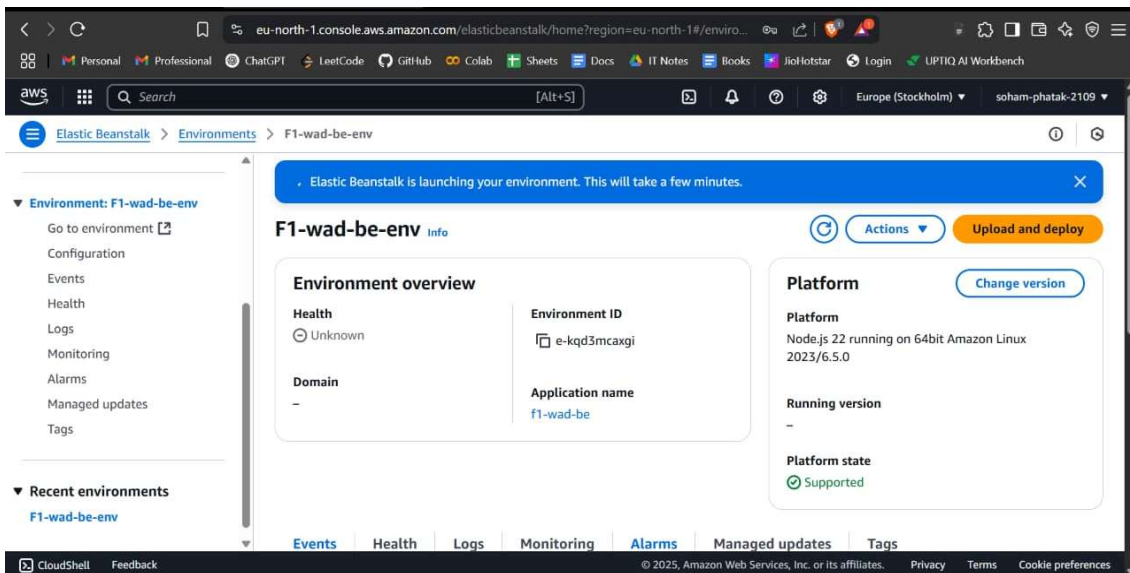 eu-north-1.console.aws.amazon.com/elasticbeanstalk/home?region=eu-north-1#/enviro...
Personal Professional ChatGPT LeetCode GitHub Colab Sheets Docs IT Notes Books JioHotstar Login UPTIQ AI Workbench
aws Search [Alt+S] Europe (Stockholm) soham-phatak-2109
Elastic Beanstalk > Environments > F1-wad-be-env
Environment: F1-wad-be-env
Go to environment
Configuration
Events
Health
Logs
Monitoring
Alarms
Managed updates
Tags
Recent environments
F1-wad-be-env
Elastic Beanstalk is launching your environment. This will take a few minutes.
F1-wad-be-env Info
Actions
Upload and deploy
Environment overview
Health
Unknown
Domain
–
Environment ID
e-kqd3mcaxgi
Application name
f1-wad-be
Platform
Change version
Platform
Node.js 22 running on 64bit Amazon Linux
2023/6.5.0
Running version
–
Platform state
Supported
Events Health Logs Monitoring Alarms Managed updates Tags
CloudShell Feedback © 2025, Amazon Web Services, Inc. or its affiliates. Privacy Terms Cookie preferences